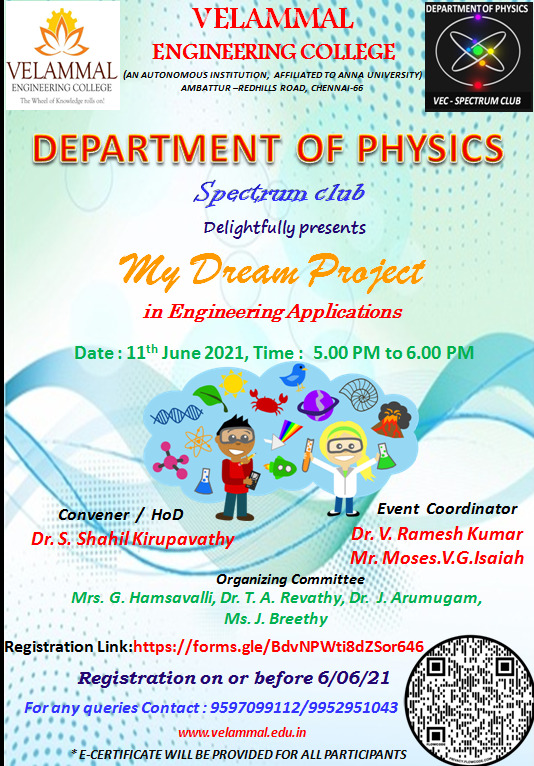 VELAMMAL
ENGINEERING COLLEGE
The Wheel of Knowledge rolls on!
VELAMMAL
ENGINEERING COLLEGE
(AN AUTONOMOUS INSTITUTION, AFFILIATED TO ANNA UNIVERSITY)
AMBATTUR –REDHILLS ROAD, CHENNAI-66
DEPARTMENT OF PHYSICS
VEC - SPECTRUM CLUB
DEPARTMENT OF PHYSICS
Spectrum club
Delightfully presents
My Dream Project
in Engineering Applications
Date : 11th June 2021, Time : 5.00 PM to 6.00 PM
Convener / HoD
Dr. S. Shahil Kirupavathy
Event Coordinator
Dr. V. Ramesh Kumar
Mr. Moses.V.G.Isaiah
Organizing Committee
Mrs. G. Hamsavalli, Dr. T. A. Revathy, Dr. J. Arumugam,
Ms. J. Breethy
Registration Link:https://forms.gle/BdvNPWti8dZSor646
Registration on or before 6/06/21
For any queries Contact : 9597099112/9952951043
www.velammal.edu.in
* E-CERTIFICATE WILL BE PROVIDED FOR ALL PARTICIPANTS
FLOWCODE
PRIVACY.FLOWCODE.COM